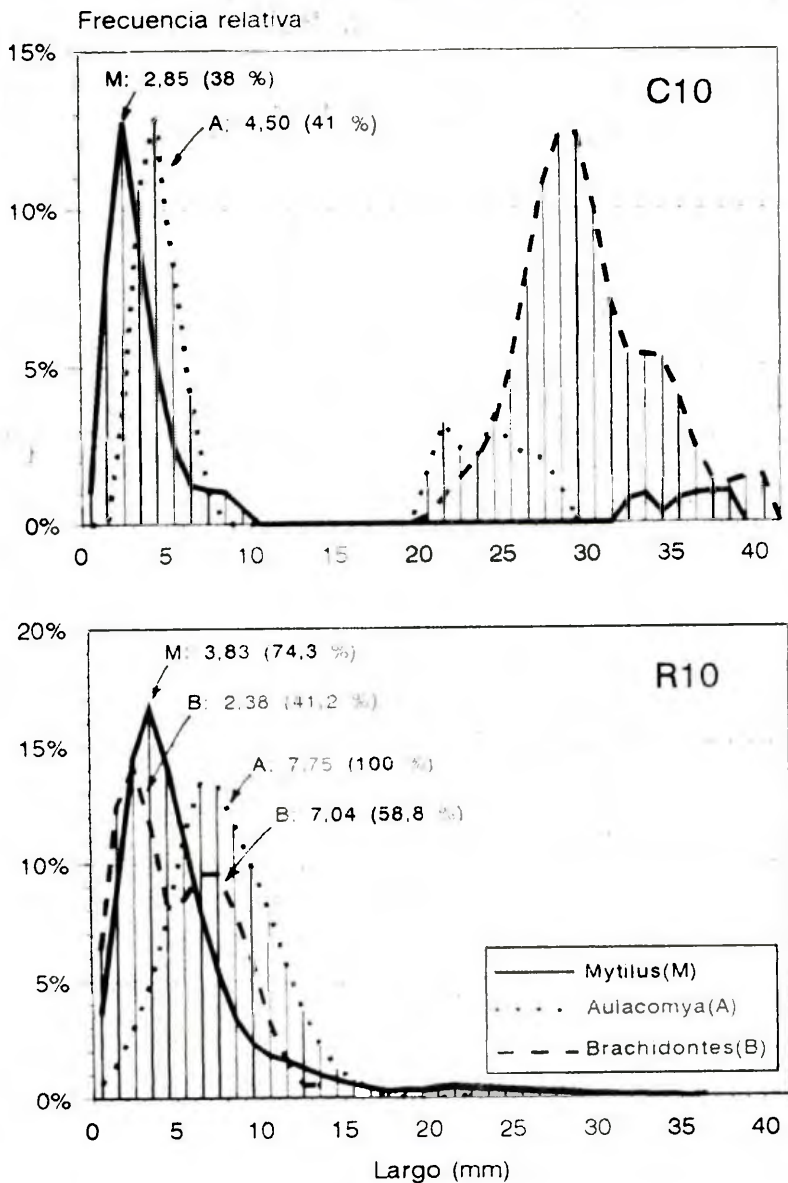 Frecuencia relativa
15%
M: 2,85 (38 %)
C10
A: 4,50 (41 %)
10%
5%
0%
0 5 10 15 20 25 30 35 40
20%
M: 3,83 (74,3 %)
R10
B: 2,38 (41,2 %)
15%
A: 7,75 (100 %)
B: 7,04 (58,8 %)
10%
Mytilus(M)
5%
Aulacomya(A)
Brachidontes(B)
0%
0 5 10 15 20 25 30 35 40
Largo (mm)